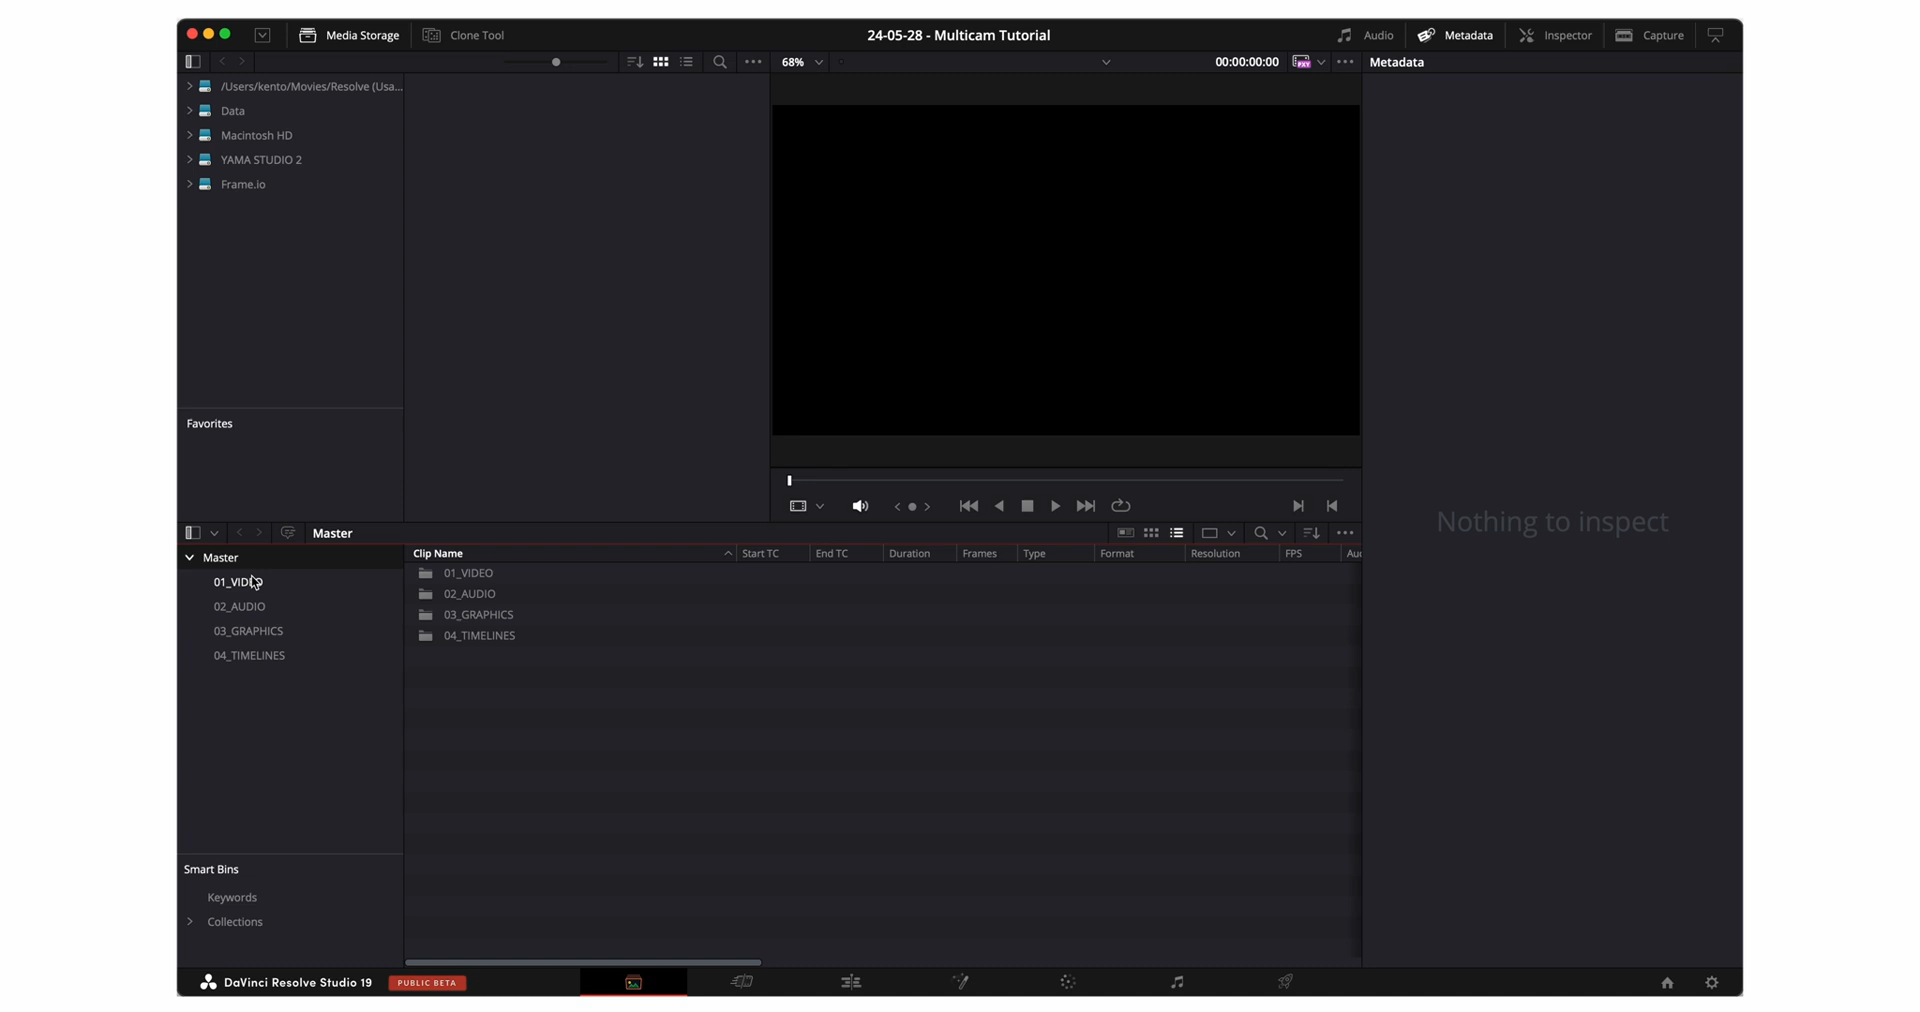 Media Storage
Clone Tool
24-05-28 - Multicam Tutorial
Audio
Metadata
Inspector
Capture
68%
00:00:00:00
Metadata
/Users/kento/Movies/Resolve (Usa...
Data
Macintosh HD
YAMA STUDIO 2
Frame.io
Favorites
Nothing to inspect
Master
Master
01_VIDEO
02_AUDIO
03_GRAPHICS
04_TIMELINES
Clip Name
Start TC
End TC
Duration
Frames
Type
Format
Resolution
FPS
Auc
01_VIDEO
02_AUDIO
03_GRAPHICS
04_TIMELINES
Smart Bins
Keywords
Collections
DaVinci Resolve Studio 19
PUBLIC BETA